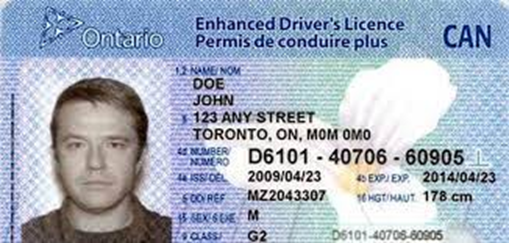 Ontario
Enhanced Driver's Licence
Permis de conduire plus
CAN
1,2 NAME/NOM
DOE
JOHN
8 123 ANY STREET
TORONTO, ON, M0M 0M0
4d NUMBER/
NUMÉRO
D6101 - 40706 - 60905
4a ISS/DÉL 2009/04/23 4b EXP/EXP. 2014/04/23
5 DD/REF MZ2043307 16 HGT/HAUT. 178 cm
15 SEX/SEXE M
9 CLASS/ G2 D6101-40706-60905